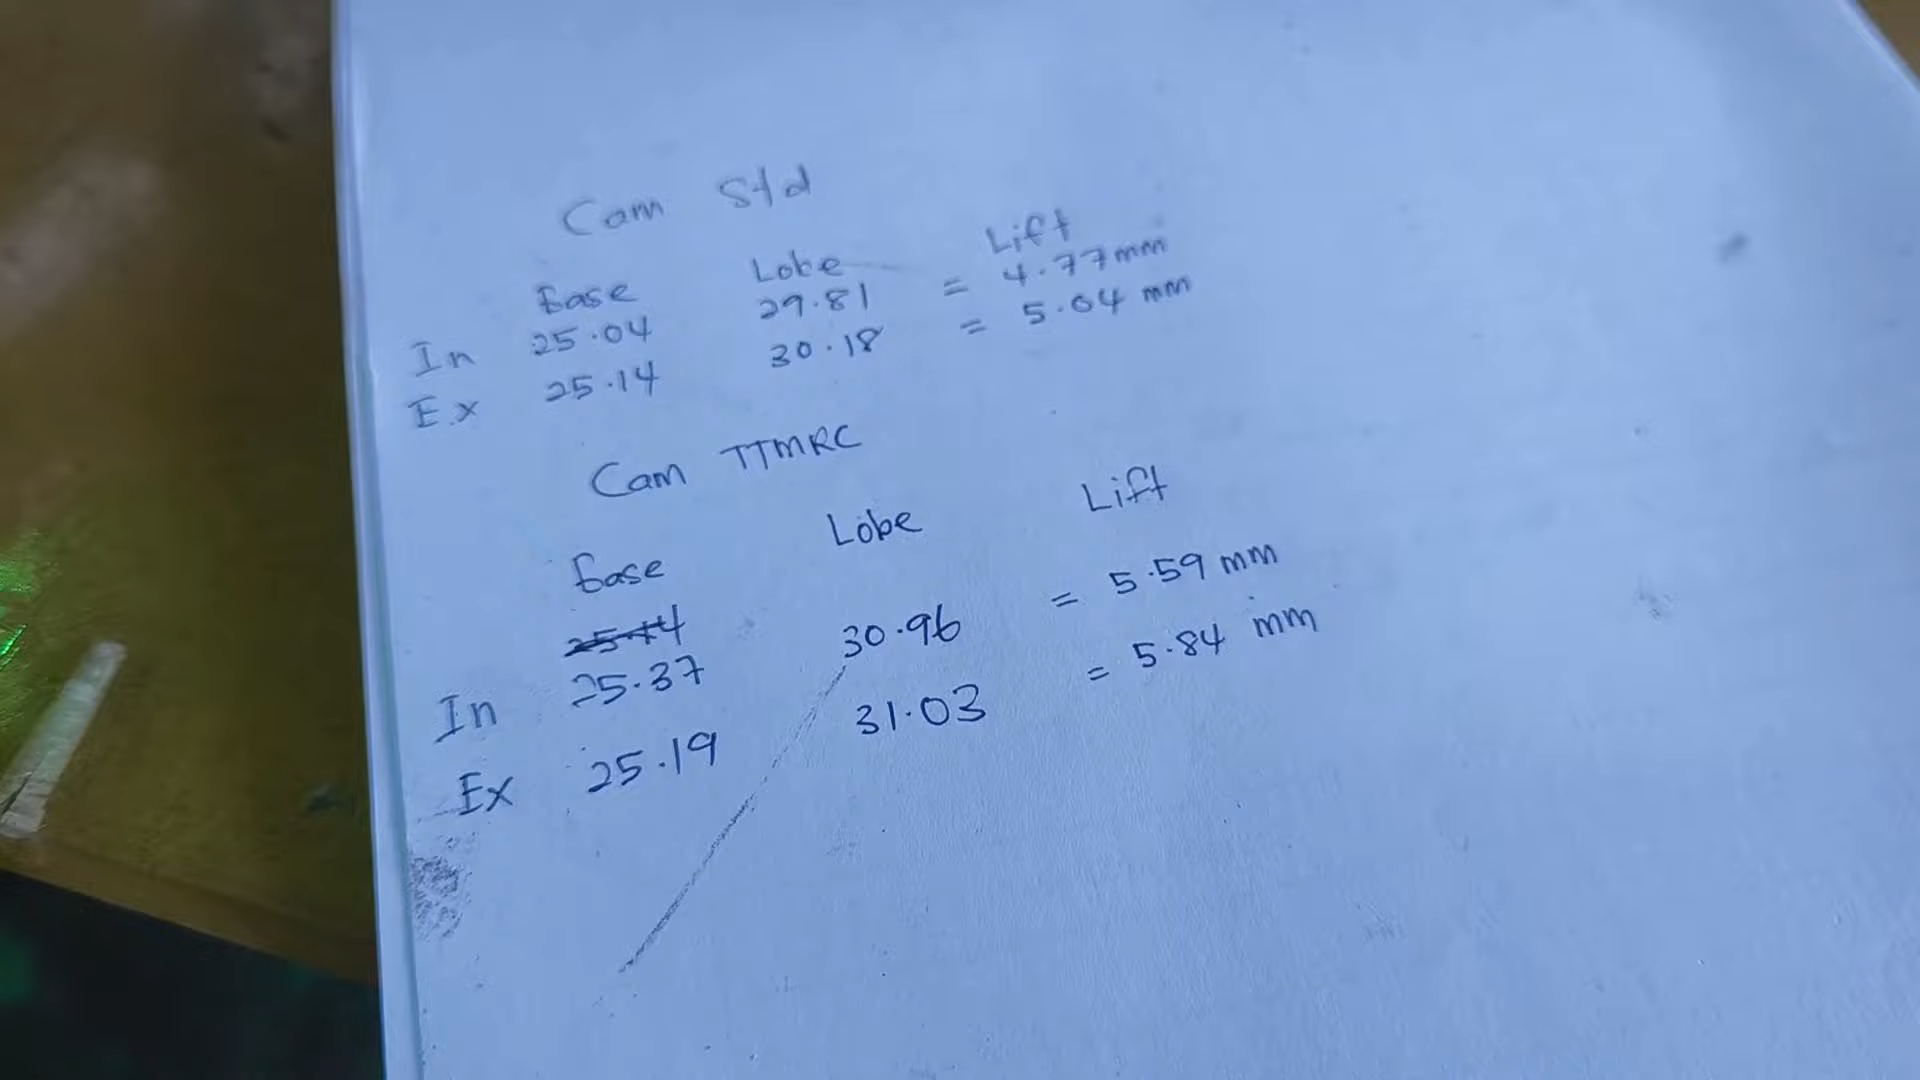 Cam Std
Base Lobe Lift
In 25.04 29.81 = 4.77mm
Ex 25.14 30.18 = 5.04 mm
Cam TTMRC
Base Lobe Lift
25.14
In 25.37 30.96 = 5.59 mm
Ex 25.19 31.03 = 5.84 mm